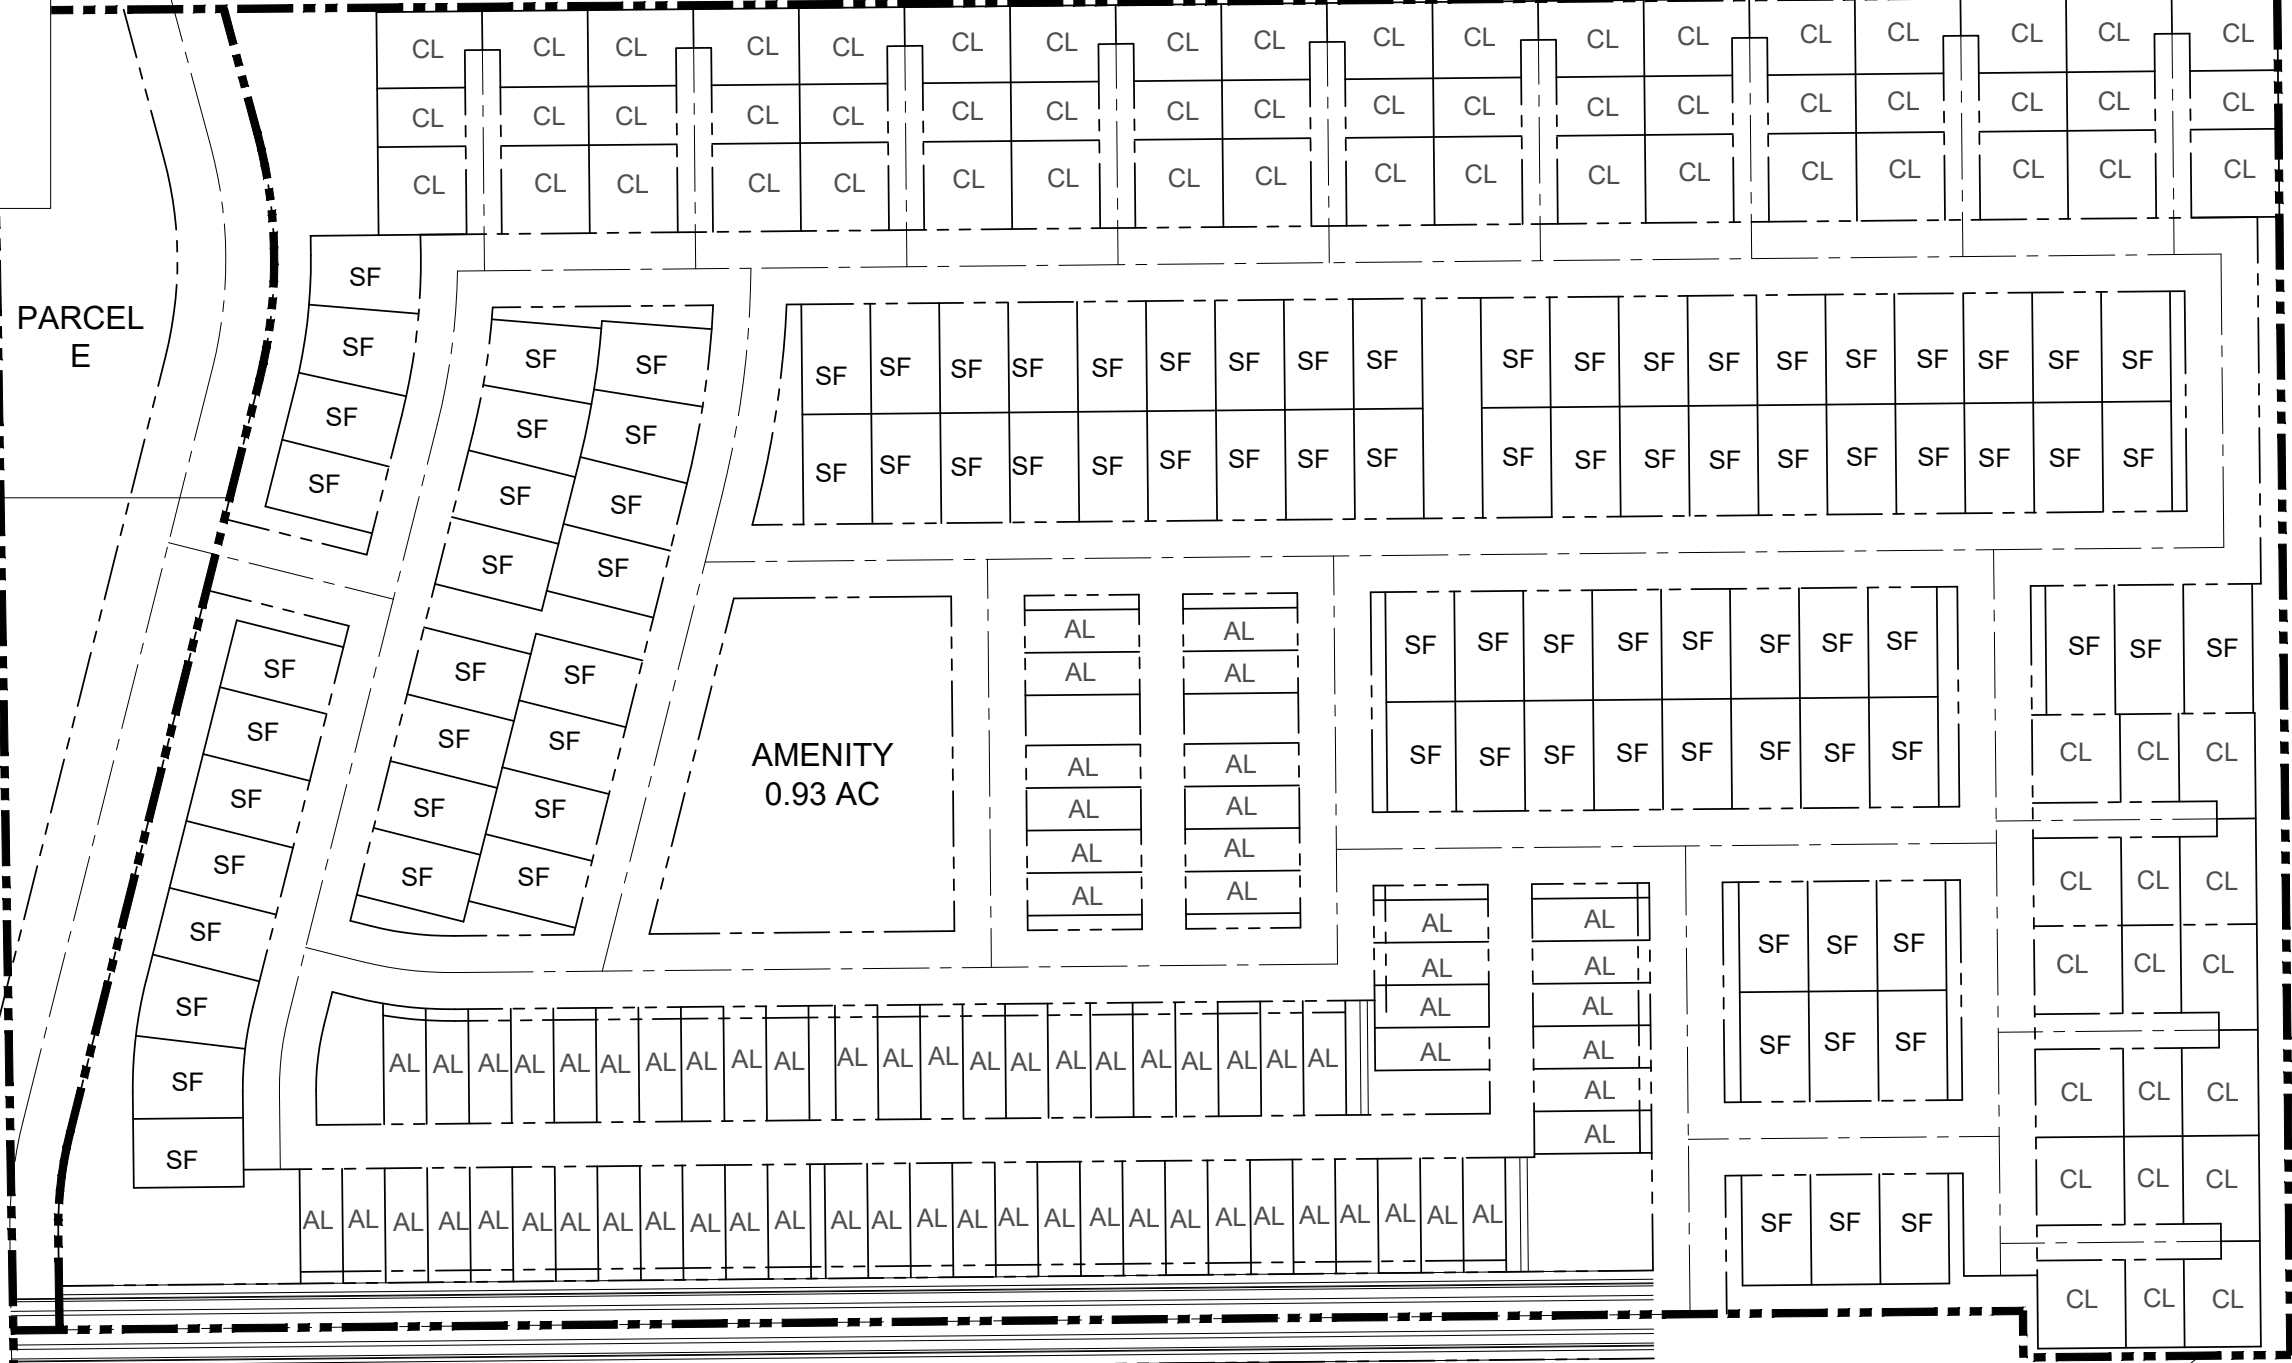 CL CL CL CL CL CL CL CL CL CL CL CL CL CL CL CL CL CL
CL CL CL CL CL CL CL CL CL CL CL CL CL CL CL CL CL CL
CL CL CL CL CL CL CL CL CL CL CL CL CL CL CL CL CL CL
PARCEL
E
SF
SF
SF
SF
SF SF
SF SF
SF SF
SF SF
SF SF SF SF SF SF SF SF SF SF SF SF SF SF SF SF SF SF SF
SF SF SF SF SF SF SF SF SF SF SF SF SF SF SF SF SF SF SF
SF
SF
SF
SF
SF
SF
SF
SF
SF SF
SF SF
SF SF
SF SF
AMENITY
0.93 AC
AL AL
AL AL
AL AL
AL AL
AL AL
AL AL
SF SF SF SF SF SF SF SF
SF SF SF SF SF SF SF SF
SF SF SF
CL CL CL
CL CL CL
CL CL CL
CL CL CL
CL CL CL
CL CL CL
AL AL
AL AL
AL AL
AL AL
AL
AL
SF SF SF
SF SF SF
SF SF SF
AL AL AL AL AL AL AL AL AL AL AL AL AL AL AL AL AL AL AL AL AL AL
AL AL AL AL AL AL AL AL AL AL AL AL AL AL AL AL AL AL AL AL AL AL AL AL AL AL AL AL